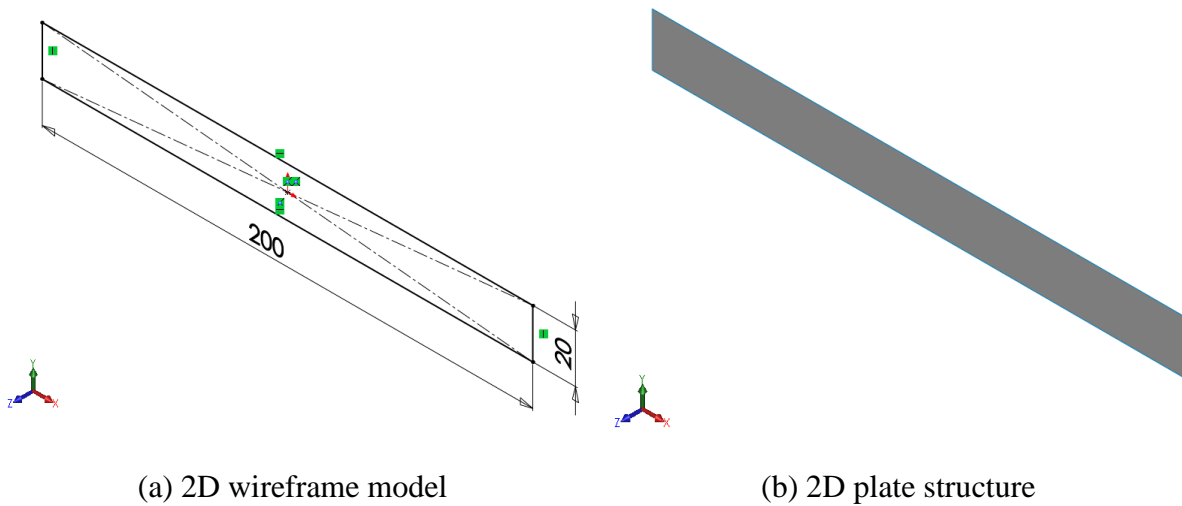 200
20
Y
Z
X
Y
Z
X
(a) 2D wireframe model
(b) 2D plate structure